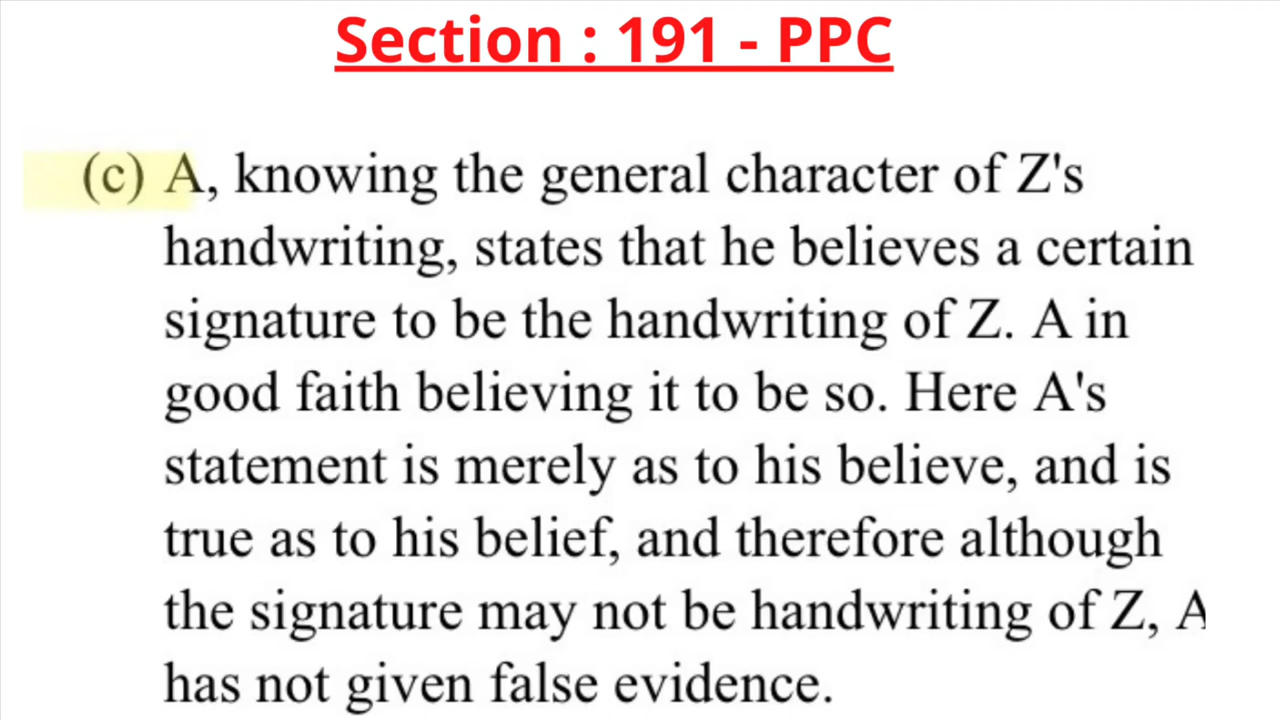 Section : 191 - PPC
(c) A, knowing the general character of Z's
handwriting, states that he believes a certain
signature to be the handwriting of Z. A in
good faith believing it to be so. Here A's
statement is merely as to his believe, and is
true as to his belief, and therefore although
the signature may not be handwriting of Z, A
has not given false evidence.